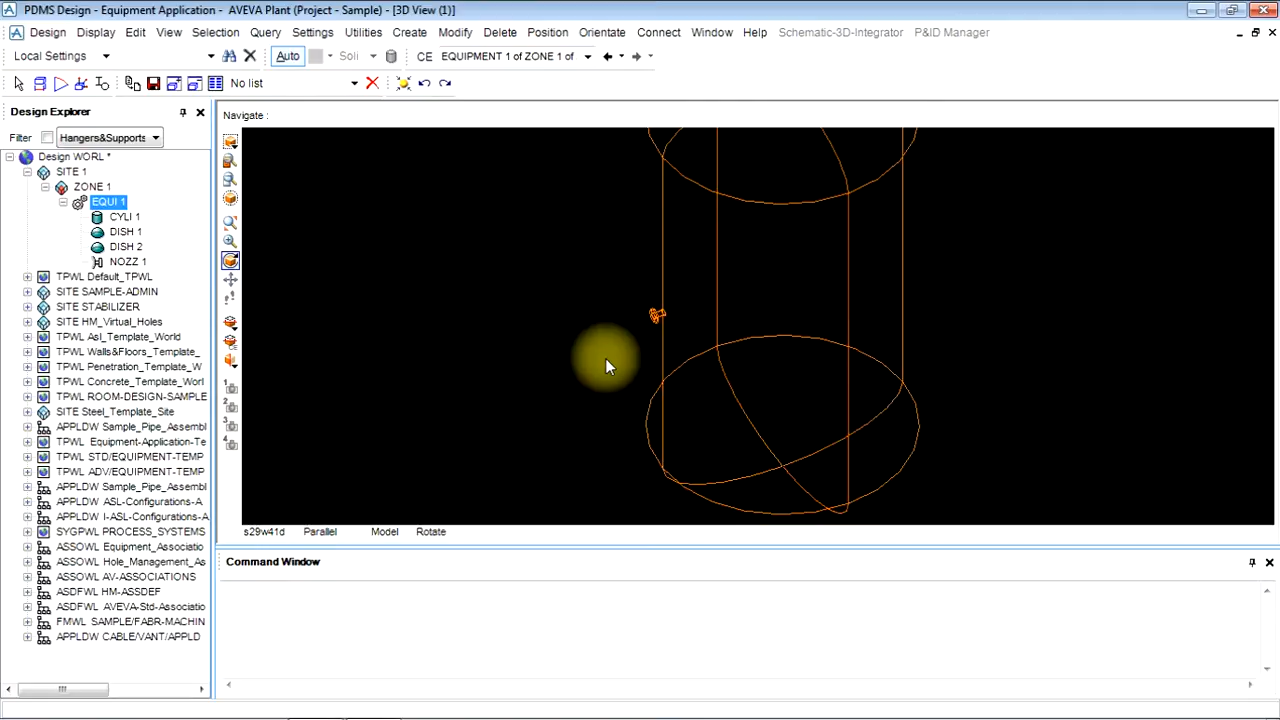 PDMS Design - Equipment Application - AVEVA Plant (Project - Sample) - [3D View (1)]
Design Display Edit View Selection Query Settings Utilities Create Modify Delete Position Orientate Connect Window Help Schematic-3D-Integrator P&ID Manager
Local Settings Auto Soli CE EQUIPMENT 1 of ZONE 1 of
No list
Design Explorer
Navigate :
Filter Hangers&Supports
Design WORL *
SITE 1
ZONE 1
EQUI 1
CYLI 1
DISH 1
DISH 2
NOZZ 1
TPWL Default_TPWL
SITE SAMPLE-ADMIN
SITE STABILIZER
SITE HM_Virtual_Holes
TPWL Asl_Template_World
TPWL Walls&Floors_Template_
TPWL Penetration_Template_W
TPWL Concrete_Template_Worl
TPWL ROOM-DESIGN-SAMPLE
SITE Steel_Template_Site
APPLDW Sample_Pipe_Assembl
TPWL Equipment-Application-Te
TPWL STD/EQUIPMENT-TEMP
TPWL ADV/EQUIPMENT-TEMP
APPLDW Sample_Pipe_Assembl
APPLDW ASL-Configurations-A
APPLDW I-ASL-Configurations-A
SYGPWL PROCESS_SYSTEMS
ASSOWL Equipment_Associatio
ASSOWL Hole_Management_As
ASSOWL AV-ASSOCIATIONS
ASDFWL HM-ASSDEF
ASDFWL AVEVA-Std-Associatio
FMWL SAMPLE/FABR-MACHIN
APPLDW CABLE/VANT/APPLD
1
2
3
4
s29w41d Parallel Model Rotate
Command Window